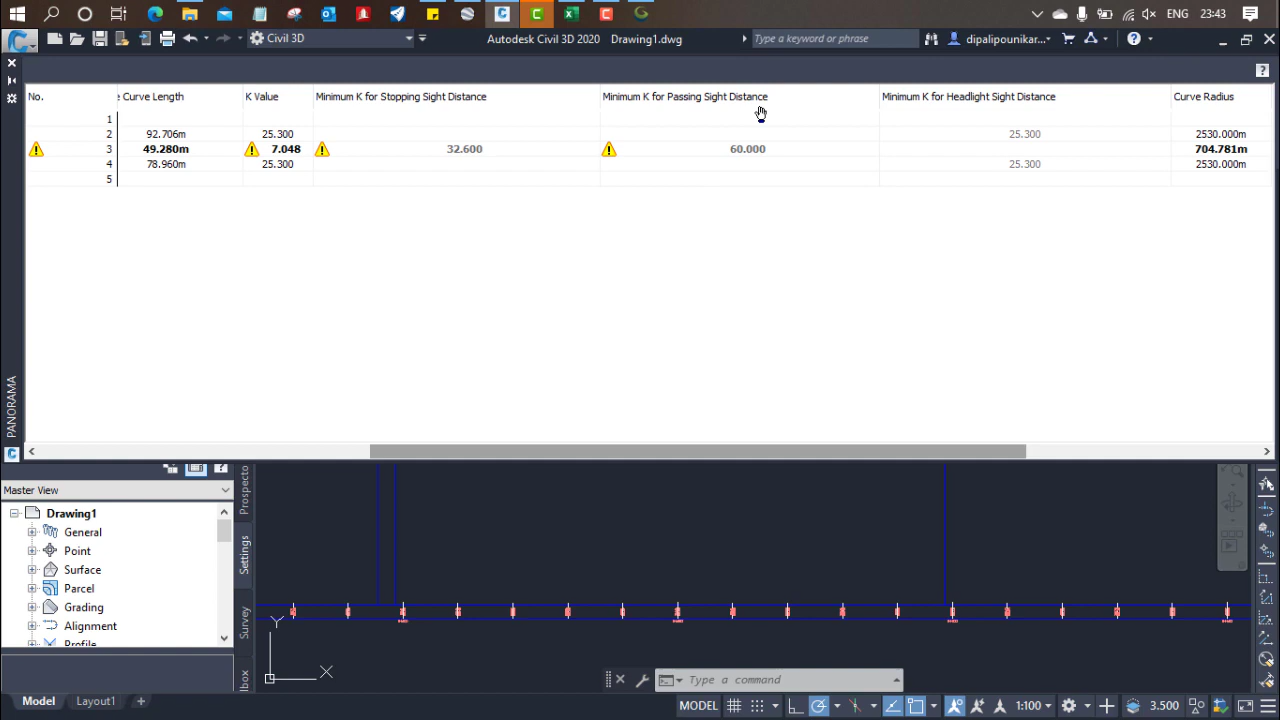 ENG 23:43
Civil 3D Autodesk Civil 3D 2020 Drawing1.dwg Type a keyword or phrase dipalipounikar...
No. e Curve Length K Value Minimum K for Stopping Sight Distance Minimum K for Passing Sight Distance Minimum K for Headlight Sight Distance Curve Radius
1
2 92.706m 25.300 25.300 2530.000m
3 49.280m 7.048 32.600 60.000 704.781m
4 78.960m 25.300 25.300 2530.000m
5
PANORAMA
Master View
Drawing1
General
Point
Surface
Parcel
Grading
Alignment
Profile
Prospecto
Settings
Survey
lbox
Y
X
Type a command
Model Layout1 MODEL 1:100 3.500